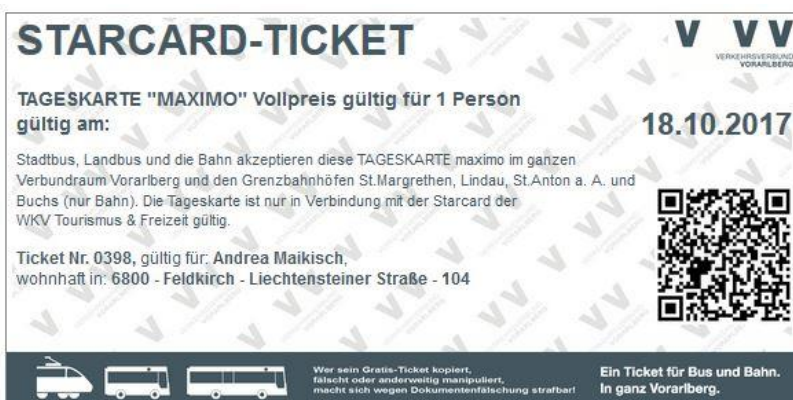 STARCARD-TICKET
V VV
VERKEHRSVERBUND
VORARLBERG
TAGESKARTE "MAXIMO" Vollpreis gültig für 1 Person
gültig am:
18.10.2017
Stadtbus, Landbus und die Bahn akzeptieren diese TAGESKARTE maximo im ganzen
Verbundraum Vorarlberg und den Grenzbahnhöfen St.Margrethen, Lindau, St.Anton a. A. und
Buchs (nur Bahn). Die Tageskarte ist nur in Verbindung mit der Starcard der
WKV Tourismus & Freizeit gültig.
Ticket Nr. 0398, gültig für: Andrea Maikisch,
wohnhaft in: 6800 - Feldkirch - Liechtensteiner Straße - 104
Wer sein Gratis-Ticket kopiert,
fälscht oder anderweitig manipuliert,
macht sich wegen Dokumentenfälschung strafbar!
Ein Ticket für Bus und Bahn.
In ganz Vorarlberg.